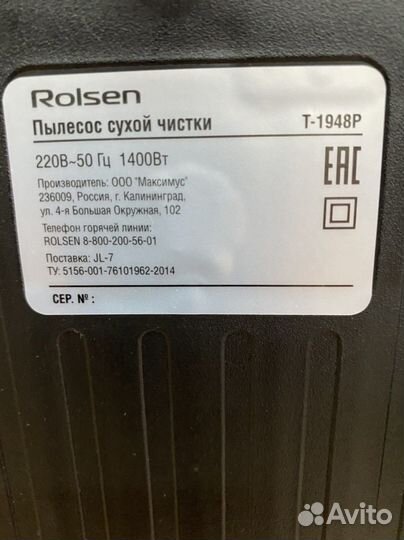 Rolsen
Пылесос сухой чистки T-1948P
220В~50 Гц 1400Вт
EAC
Производитель: ООО "Максимус"
236009, Россия, г. Калининград,
ул. 4-я Большая Окружная, 102
Телефон горячей линии:
ROLSEN 8-800-200-56-01
Поставка: JL-7
ТУ: 5156-001-76101962-2014
СЕР. № :
Avito